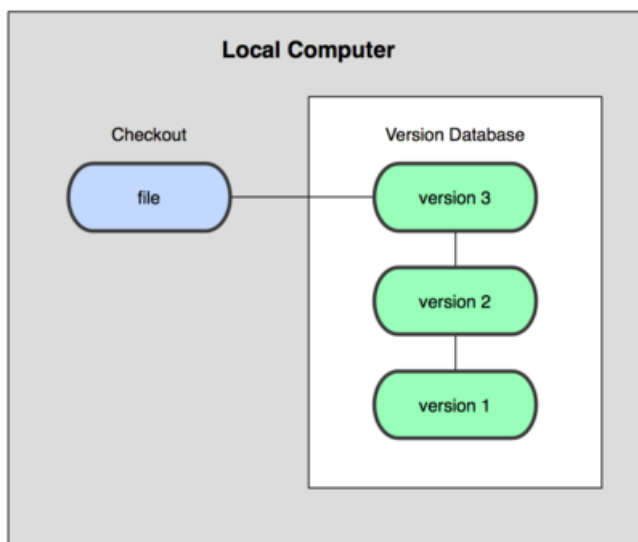 Local Computer
Checkout
Version Database
file
version 3
version 2
version 1